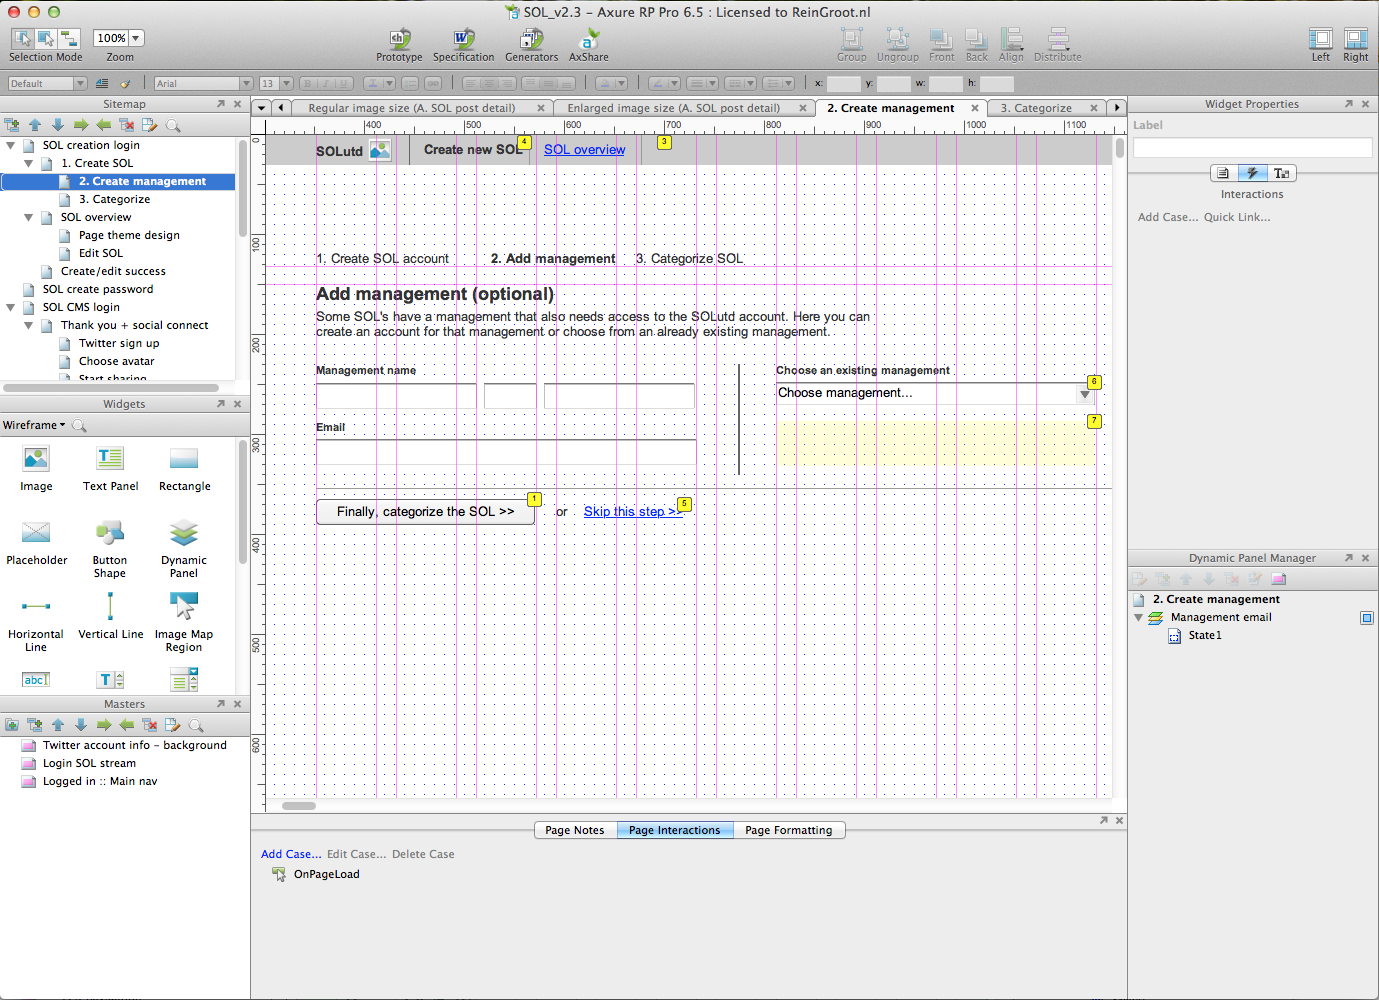 SOL_v2.3 - Axure RP Pro 6.5 : Licensed to ReinGroot.nl
100%
Selection Mode Zoom Prototype Specification Generators AxShare Group Ungroup Front Back Align Distribute Left Right
Default Arial 13 B I U x: y: w: h:
Sitemap
SOL creation login
1. Create SOL
2. Create management
3. Categorize
SOL overview
Page theme design
Edit SOL
Create/edit success
SOL create password
SOL CMS login
Thank you + social connect
Twitter sign up
Choose avatar
Start sharing
Widgets
Wireframe
Image Text Panel Rectangle
Placeholder Button Shape Dynamic Panel
Horizontal Line Vertical Line Image Map Region
abc
Masters
Twitter account info - background
Login SOL stream
Logged in :: Main nav
Regular image size (A. SOL post detail) Enlarged image size (A. SOL post detail) 2. Create management 3. Categorize
400 500 600 700 800 900 1000 1100
0
100
200
300
400
500
600
SOLutd Create new SOL 4 SOL overview 3
1. Create SOL account 2. Add management 3. Categorize SOL
Add management (optional)
Some SOL's have a management that also needs access to the SOLutd account. Here you can
create an account for that management or choose from an already existing management.
Management name
Email
Choose an existing management
Choose management... 6
7
Finally, categorize the SOL >> 1 or Skip this step >> 5
Page Notes Page Interactions Page Formatting
Add Case... Edit Case... Delete Case
OnPageLoad
Widget Properties
Label
Interactions
Add Case... Quick Link...
Dynamic Panel Manager
2. Create management
Management email
State1